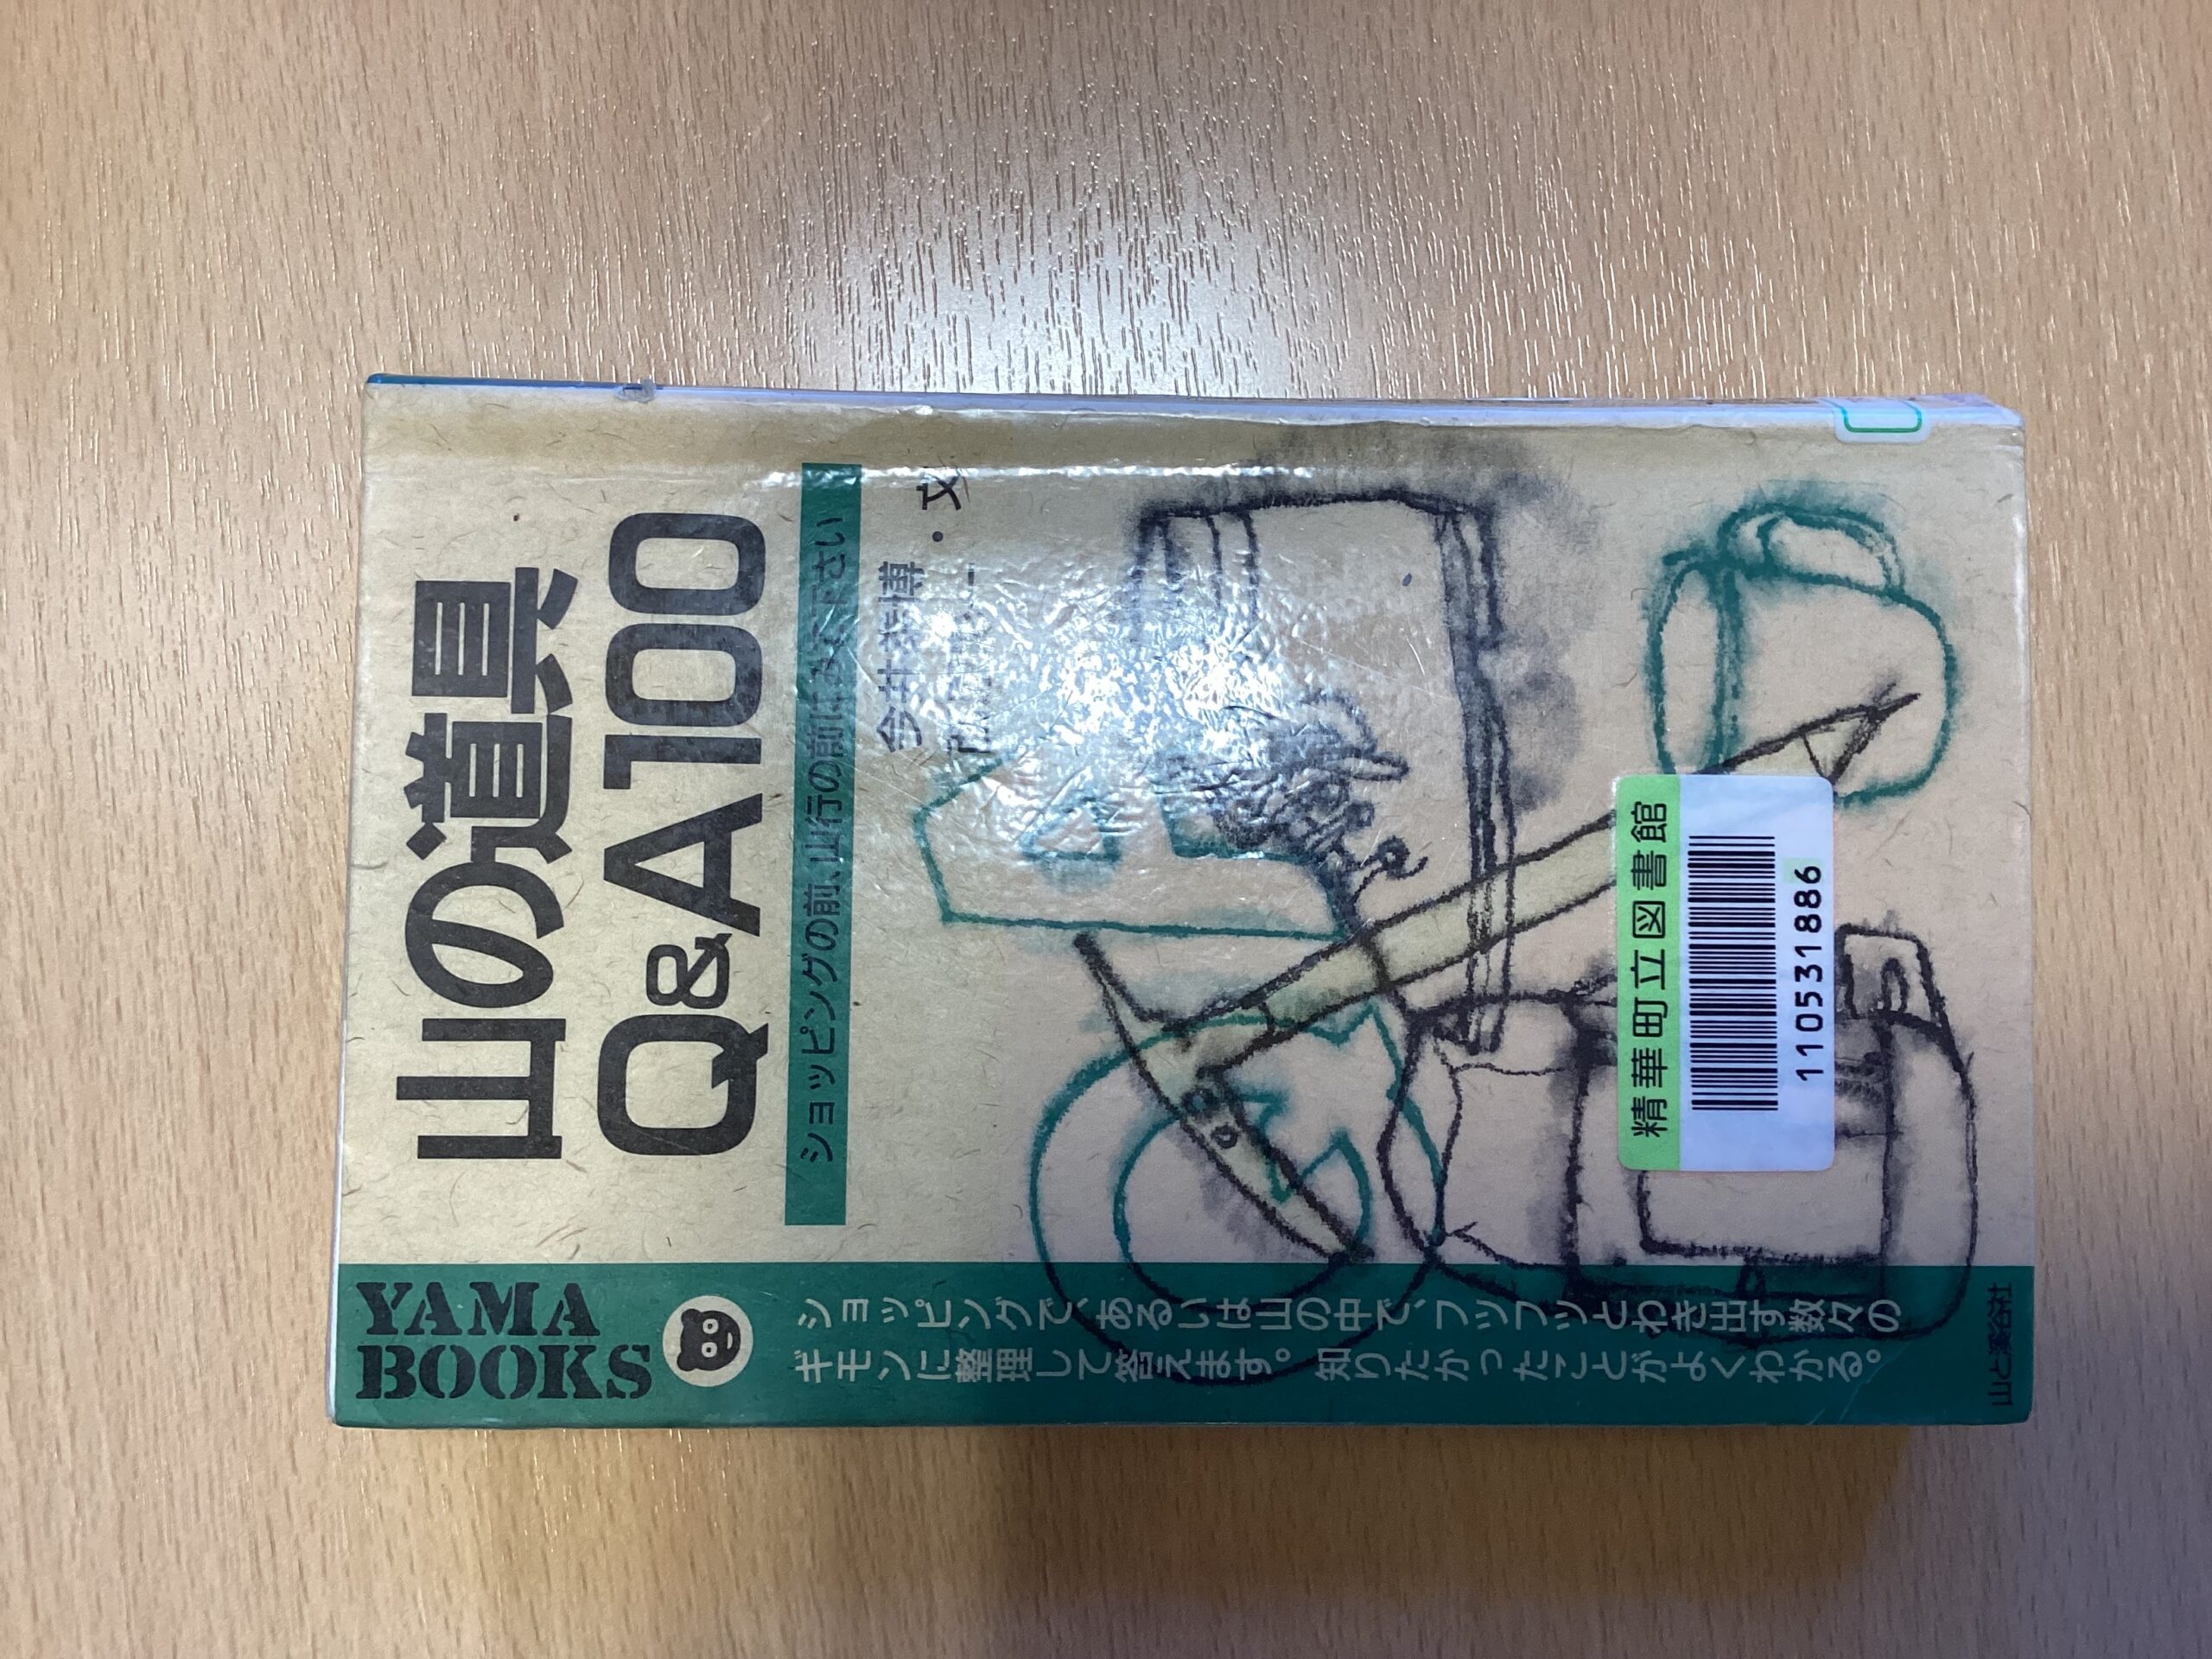 山の道具
Q&A100
ショッピングの前、山行の前にみて下さい
今井
・文
精華町立図書館
110531886
YAMA
BOOKS
ショッピングで、あるいは山の中で、フツフツとわき出す数々の
ギモンに整理して答えます。知りたかったことがよくわかる。
山と溪谷社